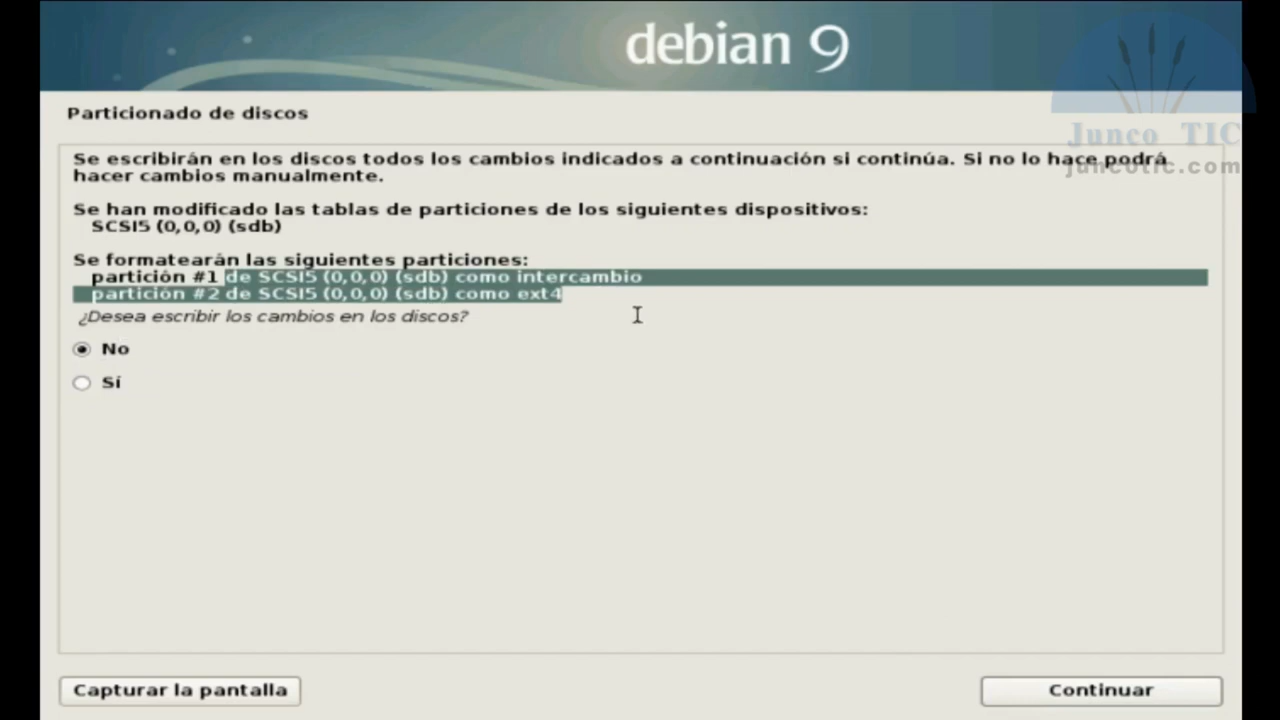 debian 9
Junco TIC
juncotic.com
Particionado de discos
Se escribirán en los discos todos los cambios indicados a continuación si continúa. Si no lo hace podrá
hacer cambios manualmente.
Se han modificado las tablas de particiones de los siguientes dispositivos:
SCSI5 (0,0,0) (sdb)
Se formatearán las siguientes particiones:
partición #1 de SCSI5 (0,0,0) (sdb) como intercambio
partición #2 de SCSI5 (0,0,0) (sdb) como ext4
¿Desea escribir los cambios en los discos?
No
Sí
Capturar la pantalla
Continuar